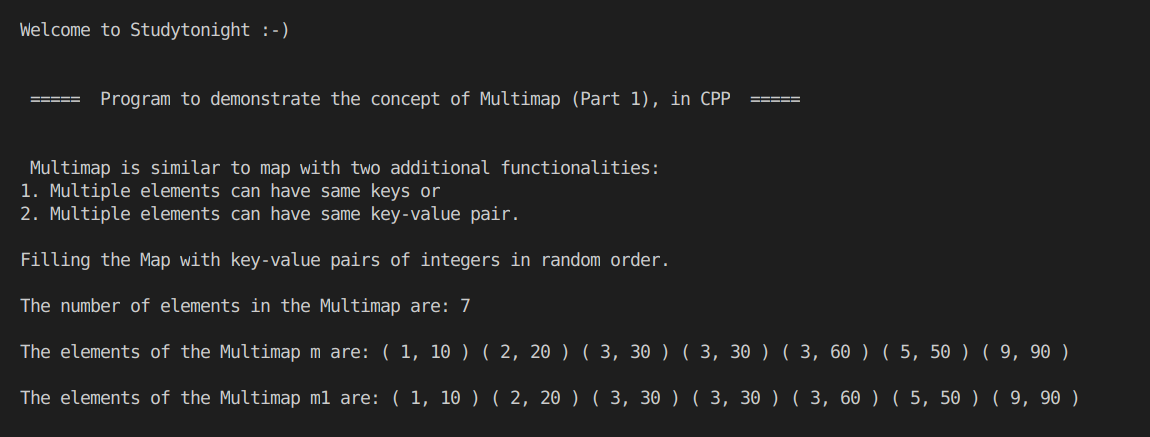 Welcome to Studytonight :-)
===== Program to demonstrate the concept of Multimap (Part 1), in CPP =====
Multimap is similar to map with two additional functionalities:
1. Multiple elements can have same keys or
2. Multiple elements can have same key-value pair.
Filling the Map with key-value pairs of integers in random order.
The number of elements in the Multimap are: 7
The elements of the Multimap m are: ( 1, 10 ) ( 2, 20 ) ( 3, 30 ) ( 3, 30 ) ( 3, 60 ) ( 5, 50 ) ( 9, 90 )
The elements of the Multimap m1 are: ( 1, 10 ) ( 2, 20 ) ( 3, 30 ) ( 3, 30 ) ( 3, 60 ) ( 5, 50 ) ( 9, 90 )